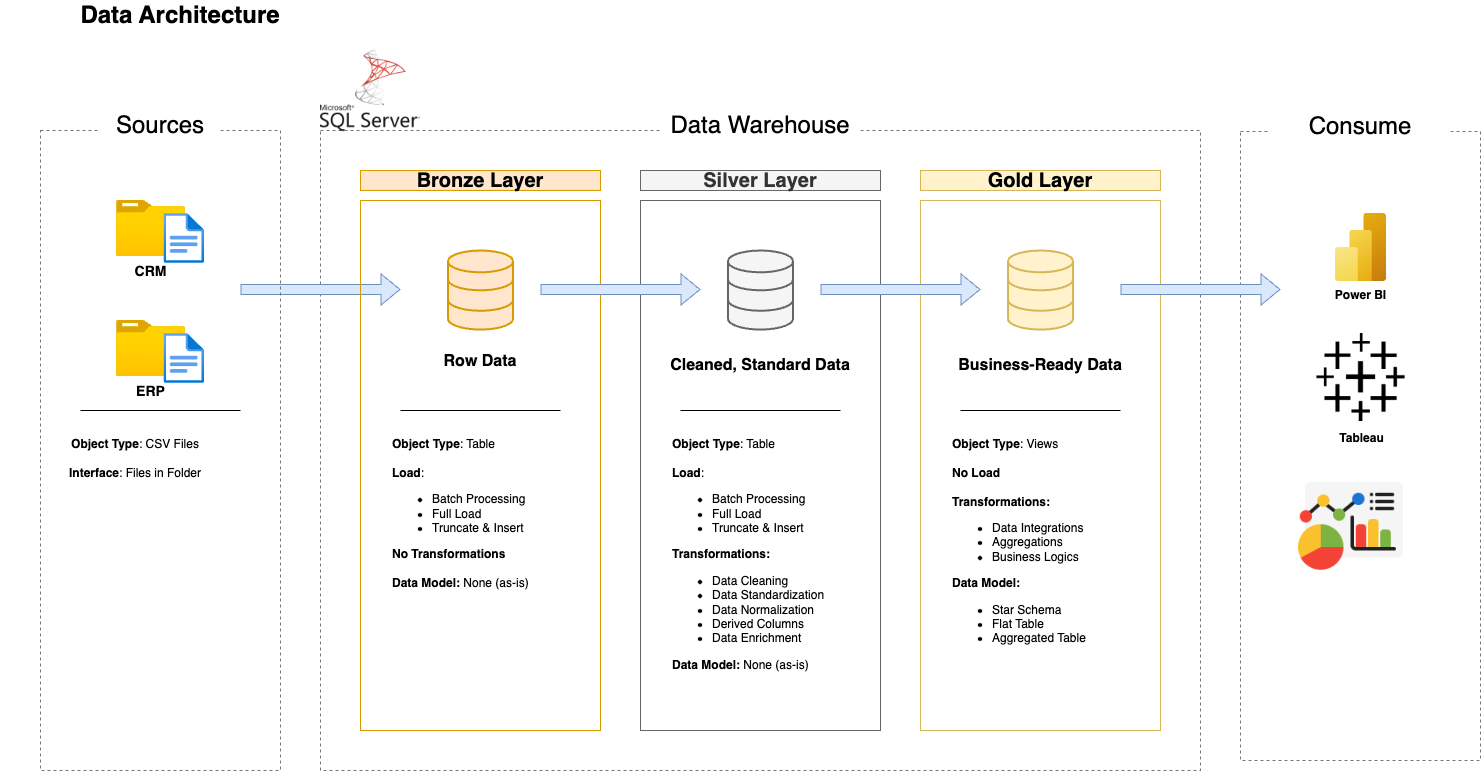 Data Architecture
Microsoft®
SQL Server
Sources
CRM
ERP
Object Type: CSV Files
Interface: Files in Folder
Data Warehouse
Bronze Layer
Row Data
Object Type: Table
Load:
• Batch Processing
• Full Load
• Truncate & Insert
No Transformations
Data Model: None (as-is)
Silver Layer
Cleaned, Standard Data
Object Type: Table
Load:
• Batch Processing
• Full Load
• Truncate & Insert
Transformations:
• Data Cleaning
• Data Standardization
• Data Normalization
• Derived Columns
• Data Enrichment
Data Model: None (as-is)
Gold Layer
Business-Ready Data
Object Type: Views
No Load
Transformations:
• Data Integrations
• Aggregations
• Business Logics
Data Model:
• Star Schema
• Flat Table
• Aggregated Table
Consume
Power BI
Tableau